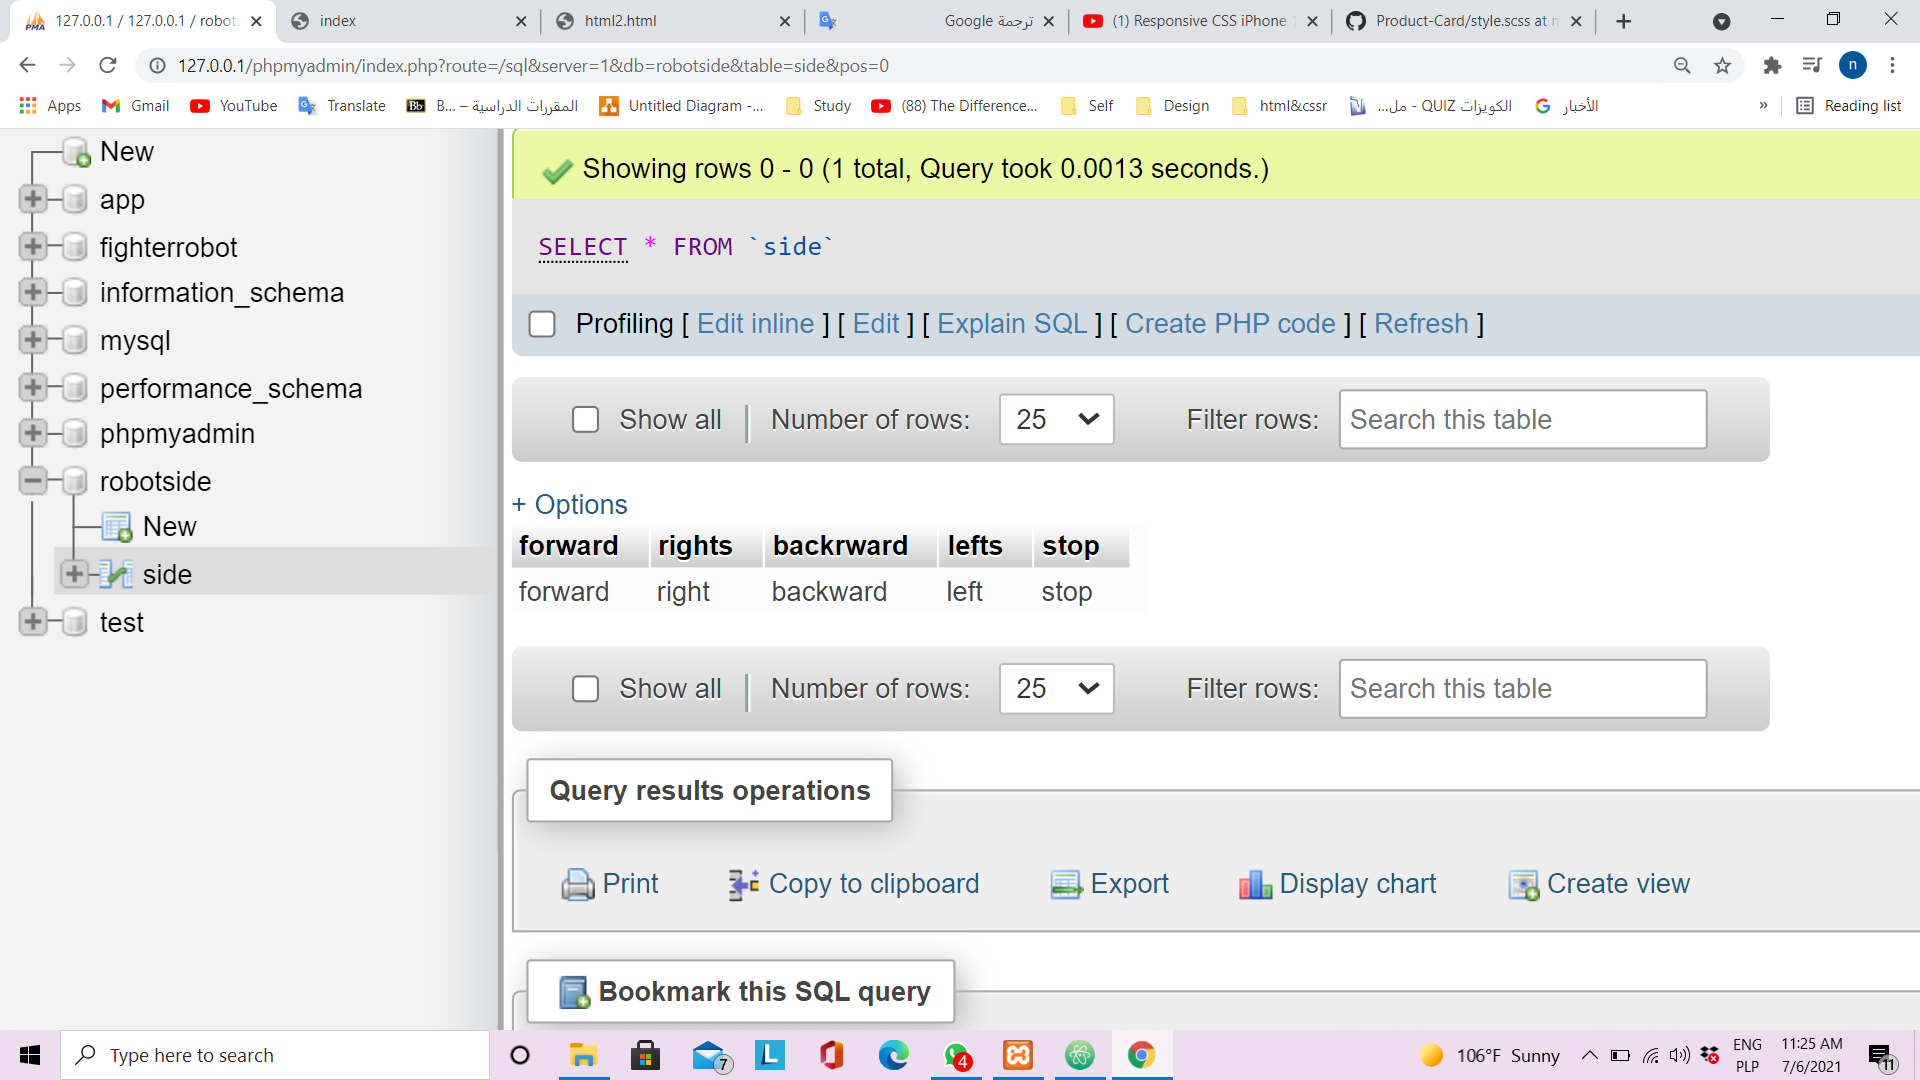 127.0.0.1 / 127.0.0.1 / robots
index
html2.html
ترجمة Google
(1) Responsive CSS iPhone 1
Product-Card/style.scss at m
127.0.0.1/phpmyadmin/index.php?route=/sql&server=1&db=robotside&table=side&pos=0
n
Apps
Gmail
YouTube
Translate
Bb
B... – المقررات الدراسية
Untitled Diagram -...
Study
(88) The Difference...
Self
Design
html&cssr
الكويزات QUIZ - مل...
الأخبار
»
Reading list
New
app
fighterrobot
information_schema
mysql
performance_schema
phpmyadmin
robotside
New
side
test
Showing rows 0 - 0 (1 total, Query took 0.0013 seconds.)
SELECT * FROM `side`
Profiling [ Edit inline ] [ Edit ] [ Explain SQL ] [ Create PHP code ] [ Refresh ]
Show all | Number of rows: 25 Filter rows: Search this table
+ Options
forward rights backrward lefts stop
forward right backward left stop
Show all | Number of rows: 25 Filter rows: Search this table
Query results operations
Print Copy to clipboard Export Display chart Create view
Bookmark this SQL query
Type here to search
7
L
4
106°F Sunny
ENG
PLP
11:25 AM
7/6/2021
11